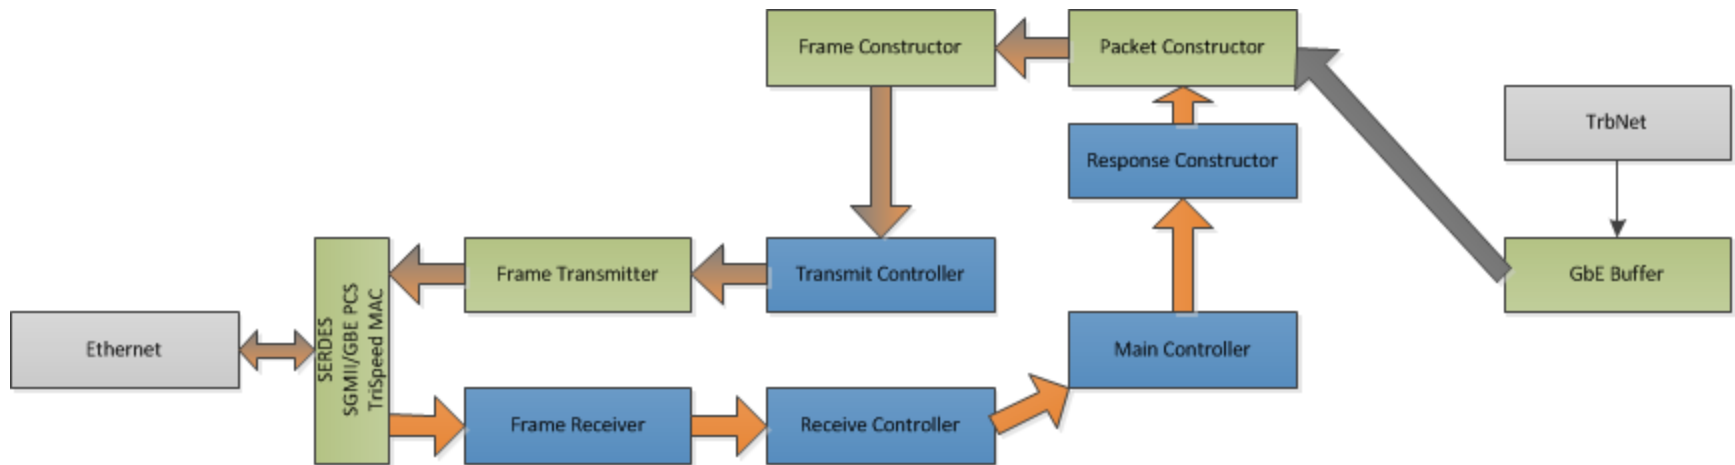 Frame Constructor
Packet Constructor
TrbNet
Response Constructor
Frame Transmitter
Transmit Controller
GbE Buffer
Ethernet
SERDES
SGMII/GBE PCS
TriSpeed MAC
Main Controller
Frame Receiver
Receive Controller